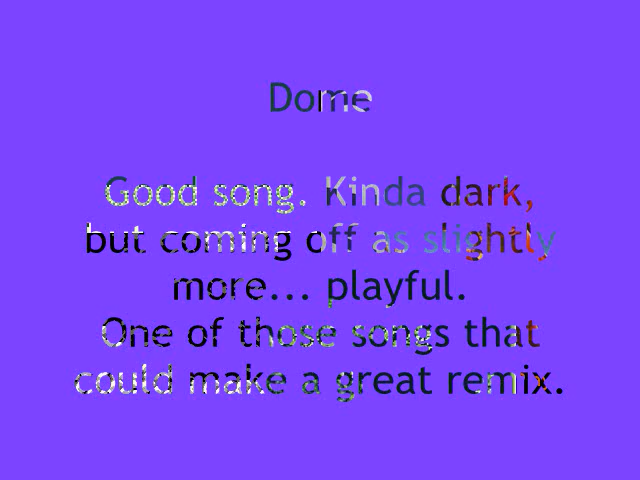 Dome
Good song. Kinda dark,
but coming off as slightly
more... playful.
One of those songs that
could make a great remix.